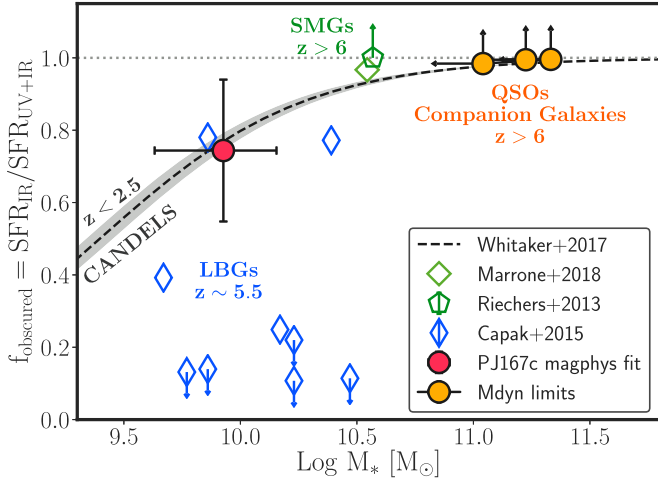 SMGs
z > 6
QSOs
Companion Galaxies
z > 6
z < 2.5
CANDELS
LBGs
z ∼ 5.5
Whitaker+2017
Marrone+2018
Riechers+2013
Capak+2015
PJ167c magphys fit
Mdyn limits
f_obscured = SFR_IR/SFR_UV+IR
1.0
0.8
0.6
0.4
0.2
0.0
9.5 10.0 10.5 11.0 11.5
Log M_* [M_⊙]